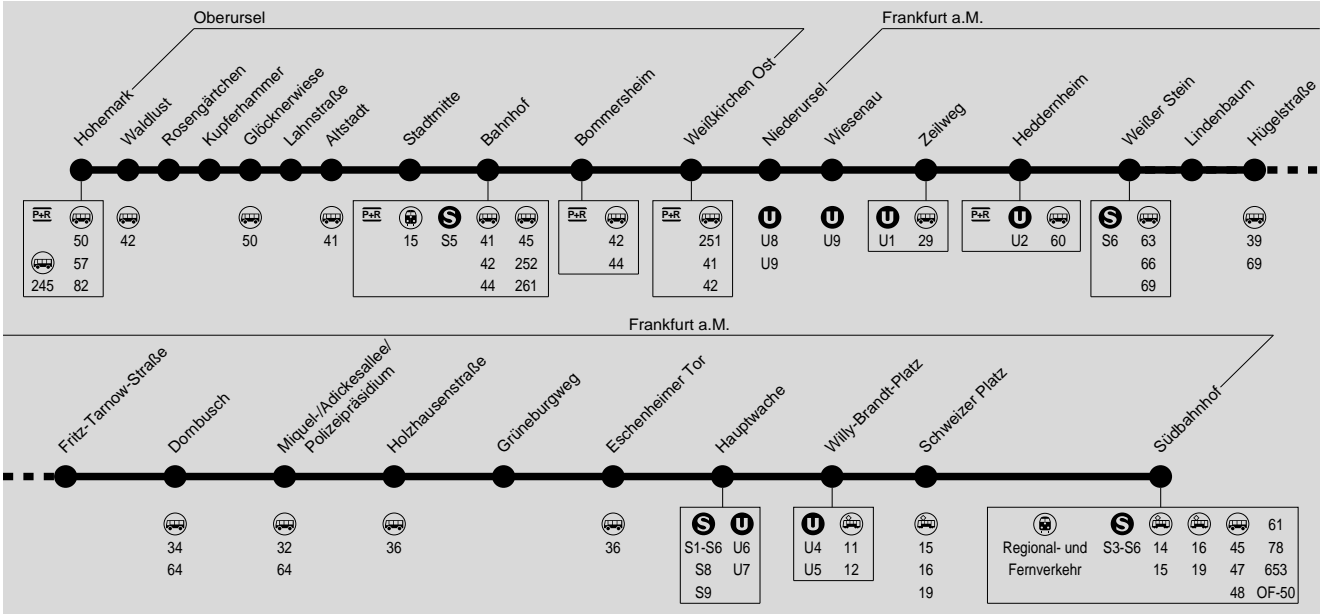 Oberursel
Frankfurt a.M.
Hohemark
Waldlust
Rosengärtchen
Kupferhammer
Glöcknerwiese
Lahnstraße
Altstadt
Stadtmitte
Bahnhof
Bommersheim
Weißkirchen Ost
Niederursel
Wiesenau
Zeilweg
Heddernheim
Weißer Stein
Lindenbaum
Hügelstraße
P+R P+R S P+R P+R U U U P+R U S
50 42 50 41 15 S5 41 45 42 251 U8 U9 U1 29 U2 60 S6 63 39
57 42 252 44 41 U9 66 69
245 82 44 261 42 69
Frankfurt a.M.
Fritz-Tarnow-Straße
Dornbusch
Miquel-/Adickesallee/
Polizeipräsidium
Holzhausenstraße
Grüneburgweg
Eschenheimer Tor
Hauptwache
Willy-Brandt-Platz
Schweizer Platz
Südbahnhof
S U U S 61
34 32 36 36 S1-S6 U6 U4 11 15 Regional- und S3-S6 14 16 45 78
64 64 S8 U7 U5 12 16 Fernverkehr 15 19 47 653
S9 19 48 OF-50